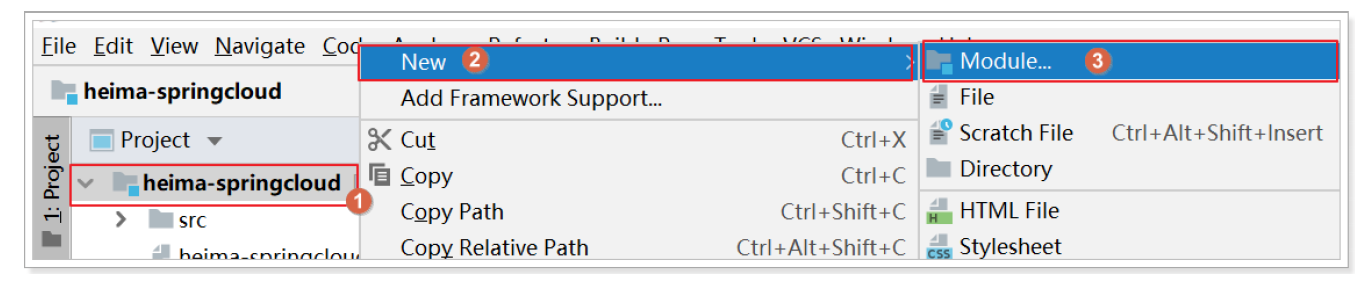 File Edit View Navigate
New 2
Module... 3
heima-springcloud
Add Framework Support...
File
Project
Cut Ctrl+X
Scratch File Ctrl+Alt+Shift+Insert
1: Project
heima-springcloud 1
Copy Ctrl+C
Directory
src
Copy Path Ctrl+Shift+C
H HTML File
Copy Relative Path Ctrl+Alt+Shift+C
CSS Stylesheet